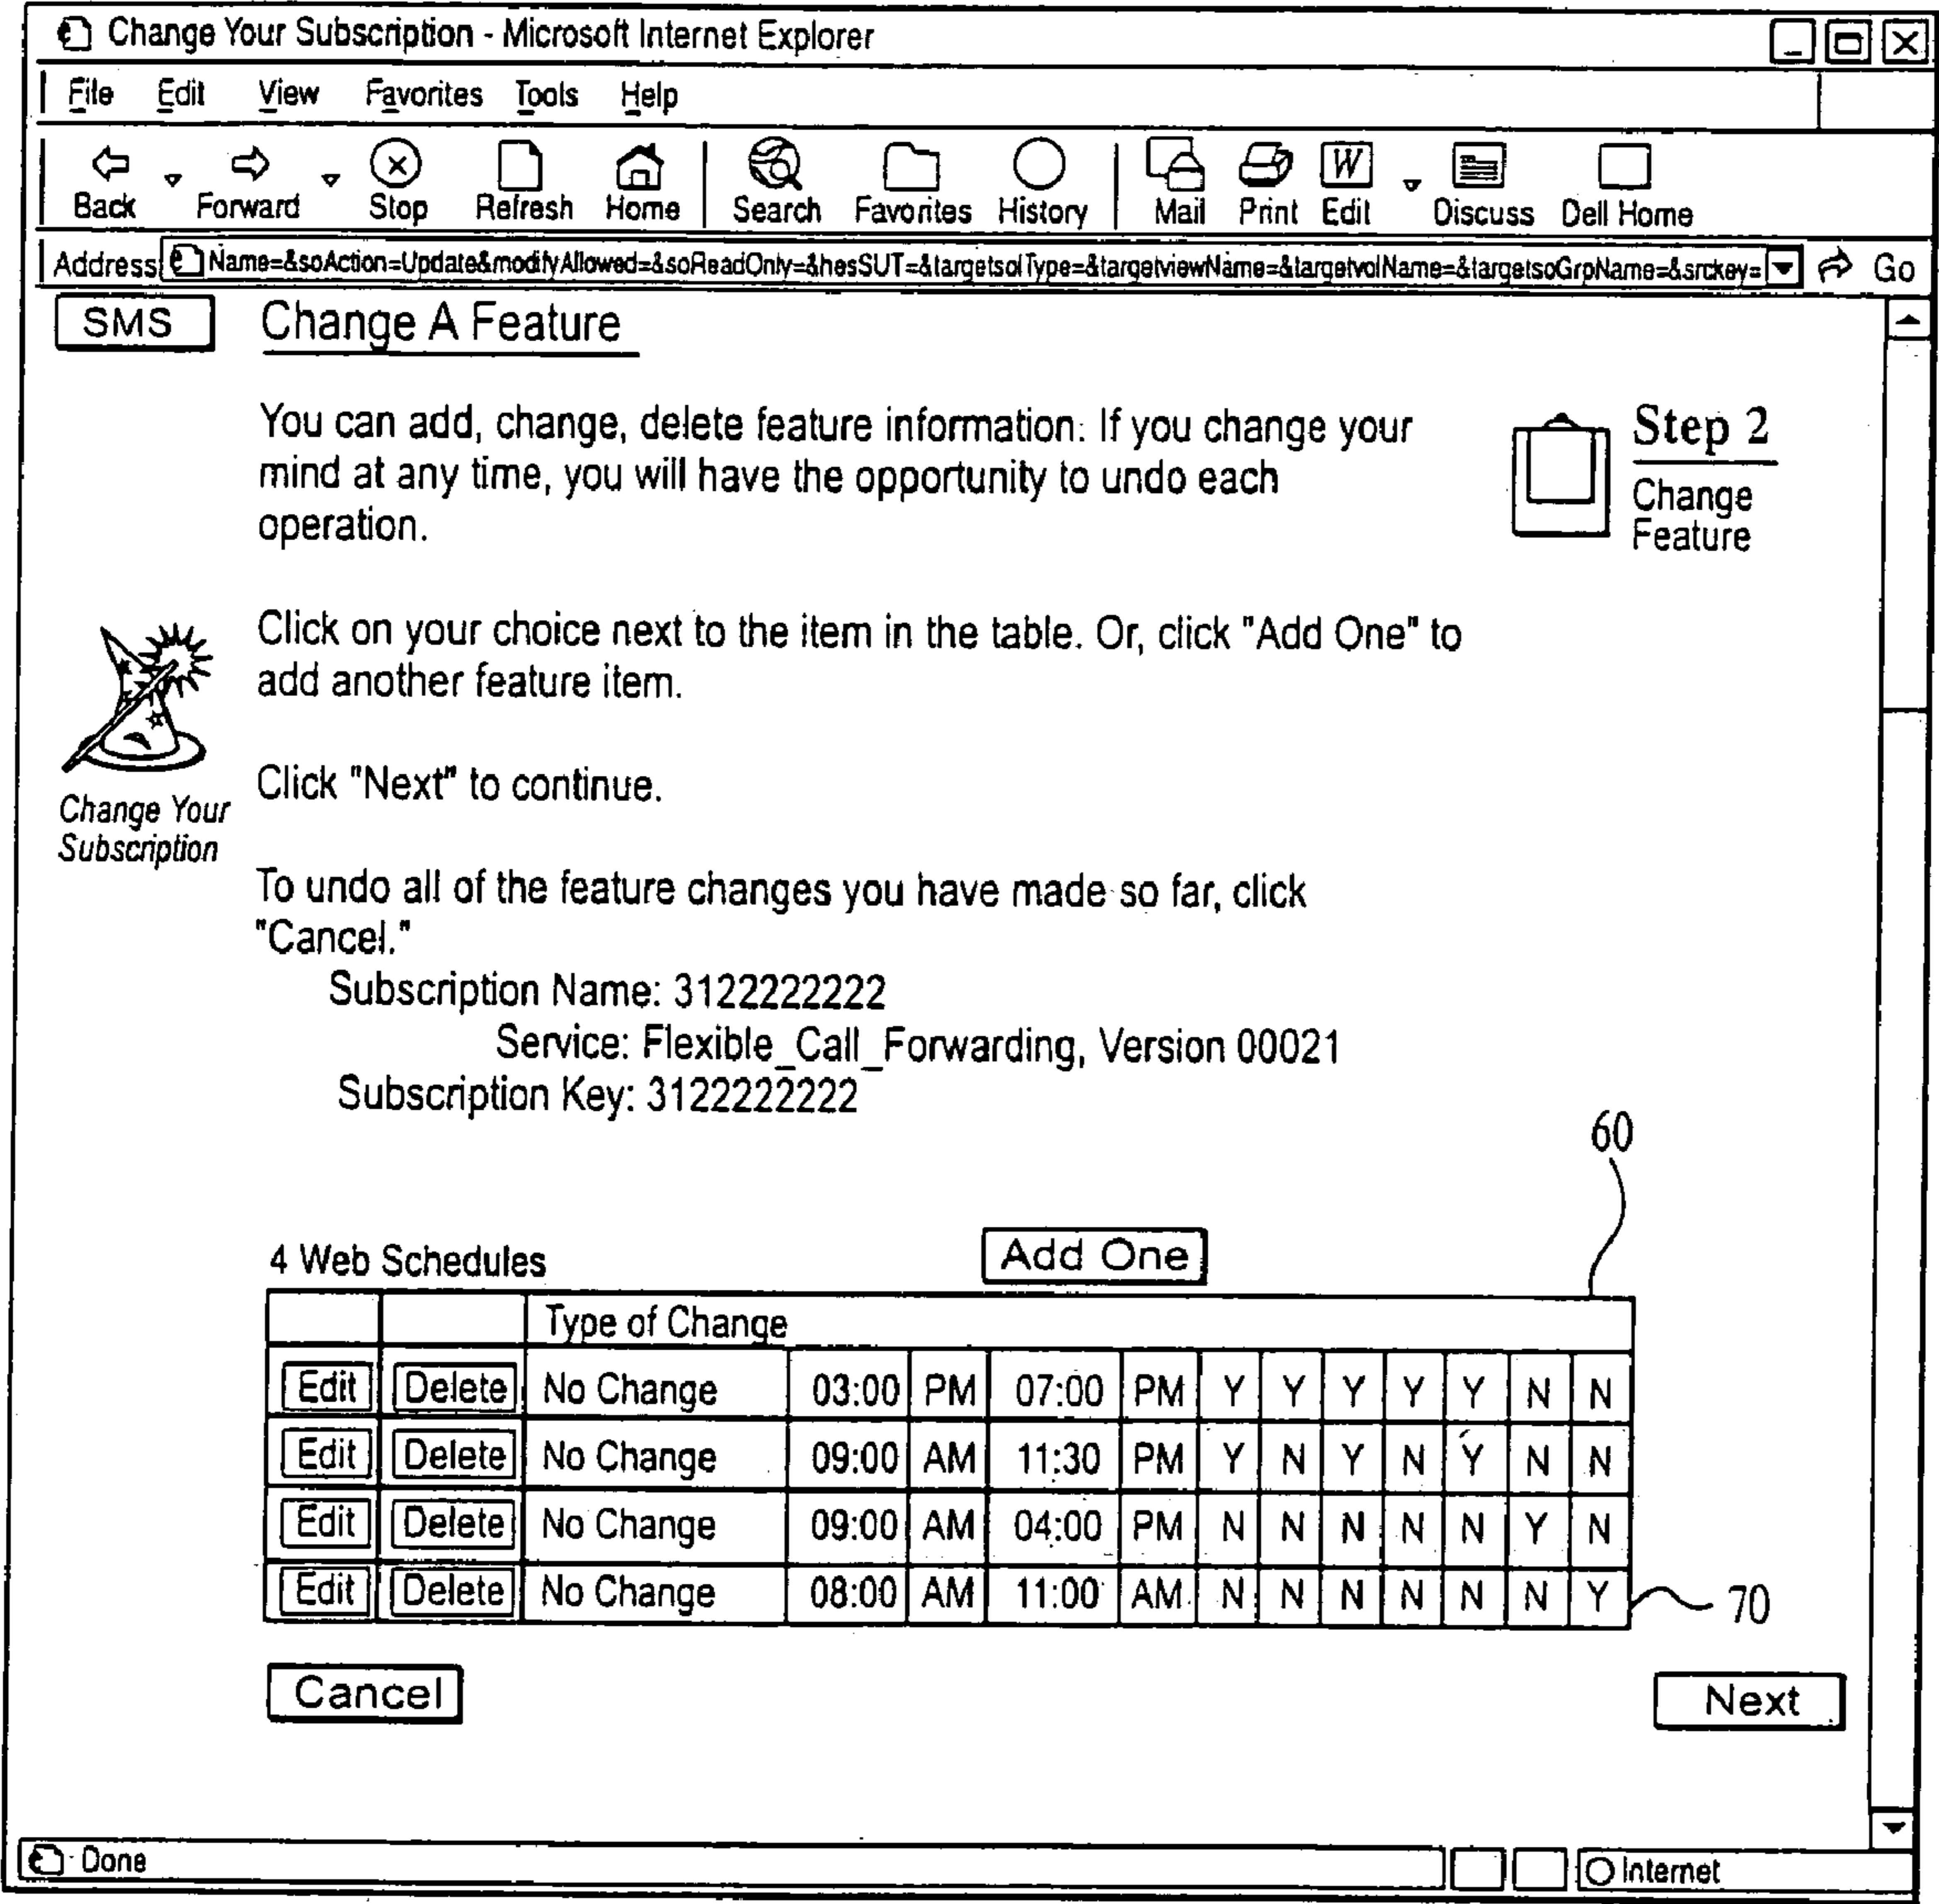 Change Your Subscription - Microsoft Internet Explorer
File Edit View Favorites Tools Help
Back Forward Stop Refresh Home Search Favorites History Mail Print Edit Discuss Dell Home
Address Name=&soAction=Update&modifyAllowed=&soReadOnly=&hesSUT=&targetsolType=&targetviewName=&targetvolName=&targetsoGrpName=&srckey= Go
SMS Change A Feature
You can add, change, delete feature information. If you change your
mind at any time, you will have the opportunity to undo each
operation.
Step 2
Change
Feature
Click on your choice next to the item in the table. Or, click "Add One" to
add another feature item.
Click "Next" to continue.
Change Your
Subscription
To undo all of the feature changes you have made so far, click
"Cancel."
Subscription Name: 3122222222
Service: Flexible_Call_Forwarding, Version 00021
Subscription Key: 3122222222
60
4 Web Schedules Add One
Type of Change
Edit Delete No Change 03:00 PM 07:00 PM Y Y Y Y Y N N
Edit Delete No Change 09:00 AM 11:30 PM Y N Y N Y N N
Edit Delete No Change 09:00 AM 04:00 PM N N N N N Y N
Edit Delete No Change 08:00 AM 11:00 AM N N N N N N Y 70
Cancel Next
Done Internet